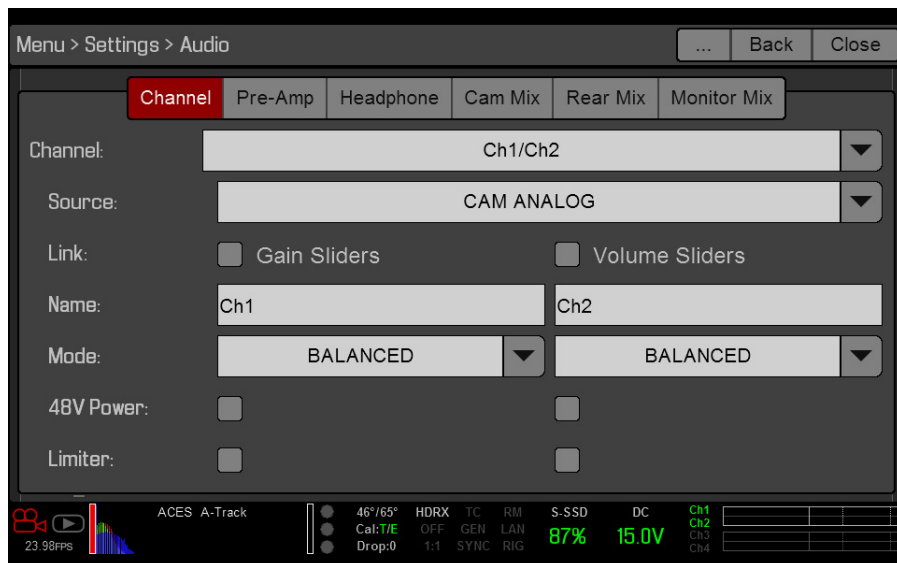 Menu > Settings > Audio ... Back Close
Channel Pre-Amp Headphone Cam Mix Rear Mix Monitor Mix
Channel: Ch1/Ch2
Source: CAM ANALOG
Link: Gain Sliders Volume Sliders
Name: Ch1 Ch2
Mode: BALANCED BALANCED
48V Power:
Limiter:
ACES A-Track 46°/65° HDRX TC RM S-SSD DC Ch1
Ch2
Cal:T/E OFF GEN LAN 87% 15.0V Ch3
23.98FPS Drop:0 1:1 SYNC RIG Ch4